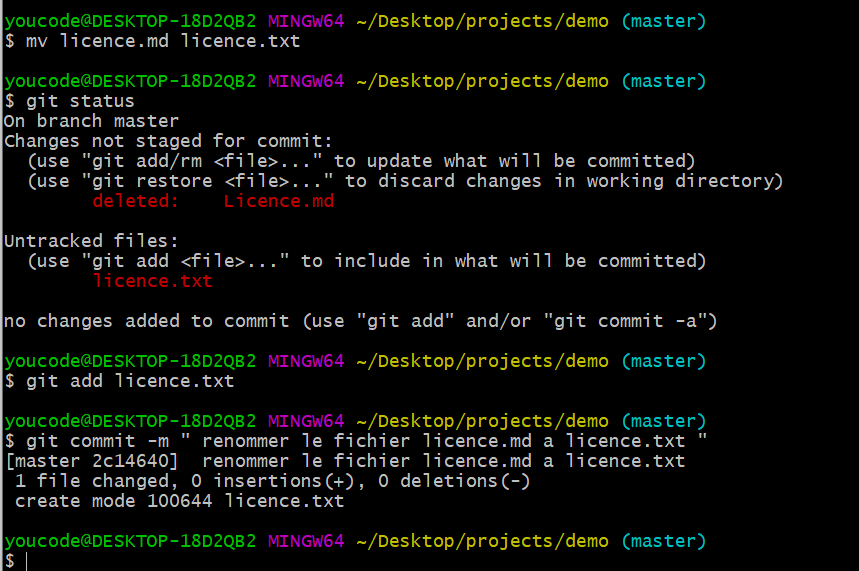 youcode@DESKTOP-18D2QB2 MINGW64 ~/Desktop/projects/demo (master)
$ mv licence.md licence.txt
youcode@DESKTOP-18D2QB2 MINGW64 ~/Desktop/projects/demo (master)
$ git status
On branch master
Changes not staged for commit:
  (use "git add/rm <file>..." to update what will be committed)
  (use "git restore <file>..." to discard changes in working directory)
        deleted:    Licence.md
Untracked files:
  (use "git add <file>..." to include in what will be committed)
        licence.txt
no changes added to commit (use "git add" and/or "git commit -a")
youcode@DESKTOP-18D2QB2 MINGW64 ~/Desktop/projects/demo (master)
$ git add licence.txt
youcode@DESKTOP-18D2QB2 MINGW64 ~/Desktop/projects/demo (master)
$ git commit -m " renommer le fichier licence.md a licence.txt "
[master 2c14640]  renommer le fichier licence.md a licence.txt
 1 file changed, 0 insertions(+), 0 deletions(-)
 create mode 100644 licence.txt
youcode@DESKTOP-18D2QB2 MINGW64 ~/Desktop/projects/demo (master)
$